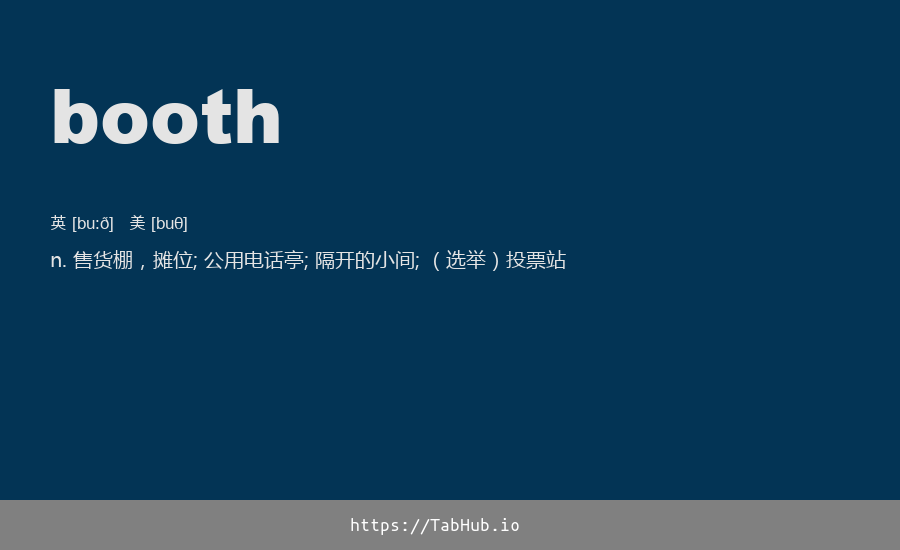 booth
英 [buːð]   美 [buθ]
n. 售货棚，摊位; 公用电话亭; 隔开的小间; （选举）投票站
https://TabHub.io